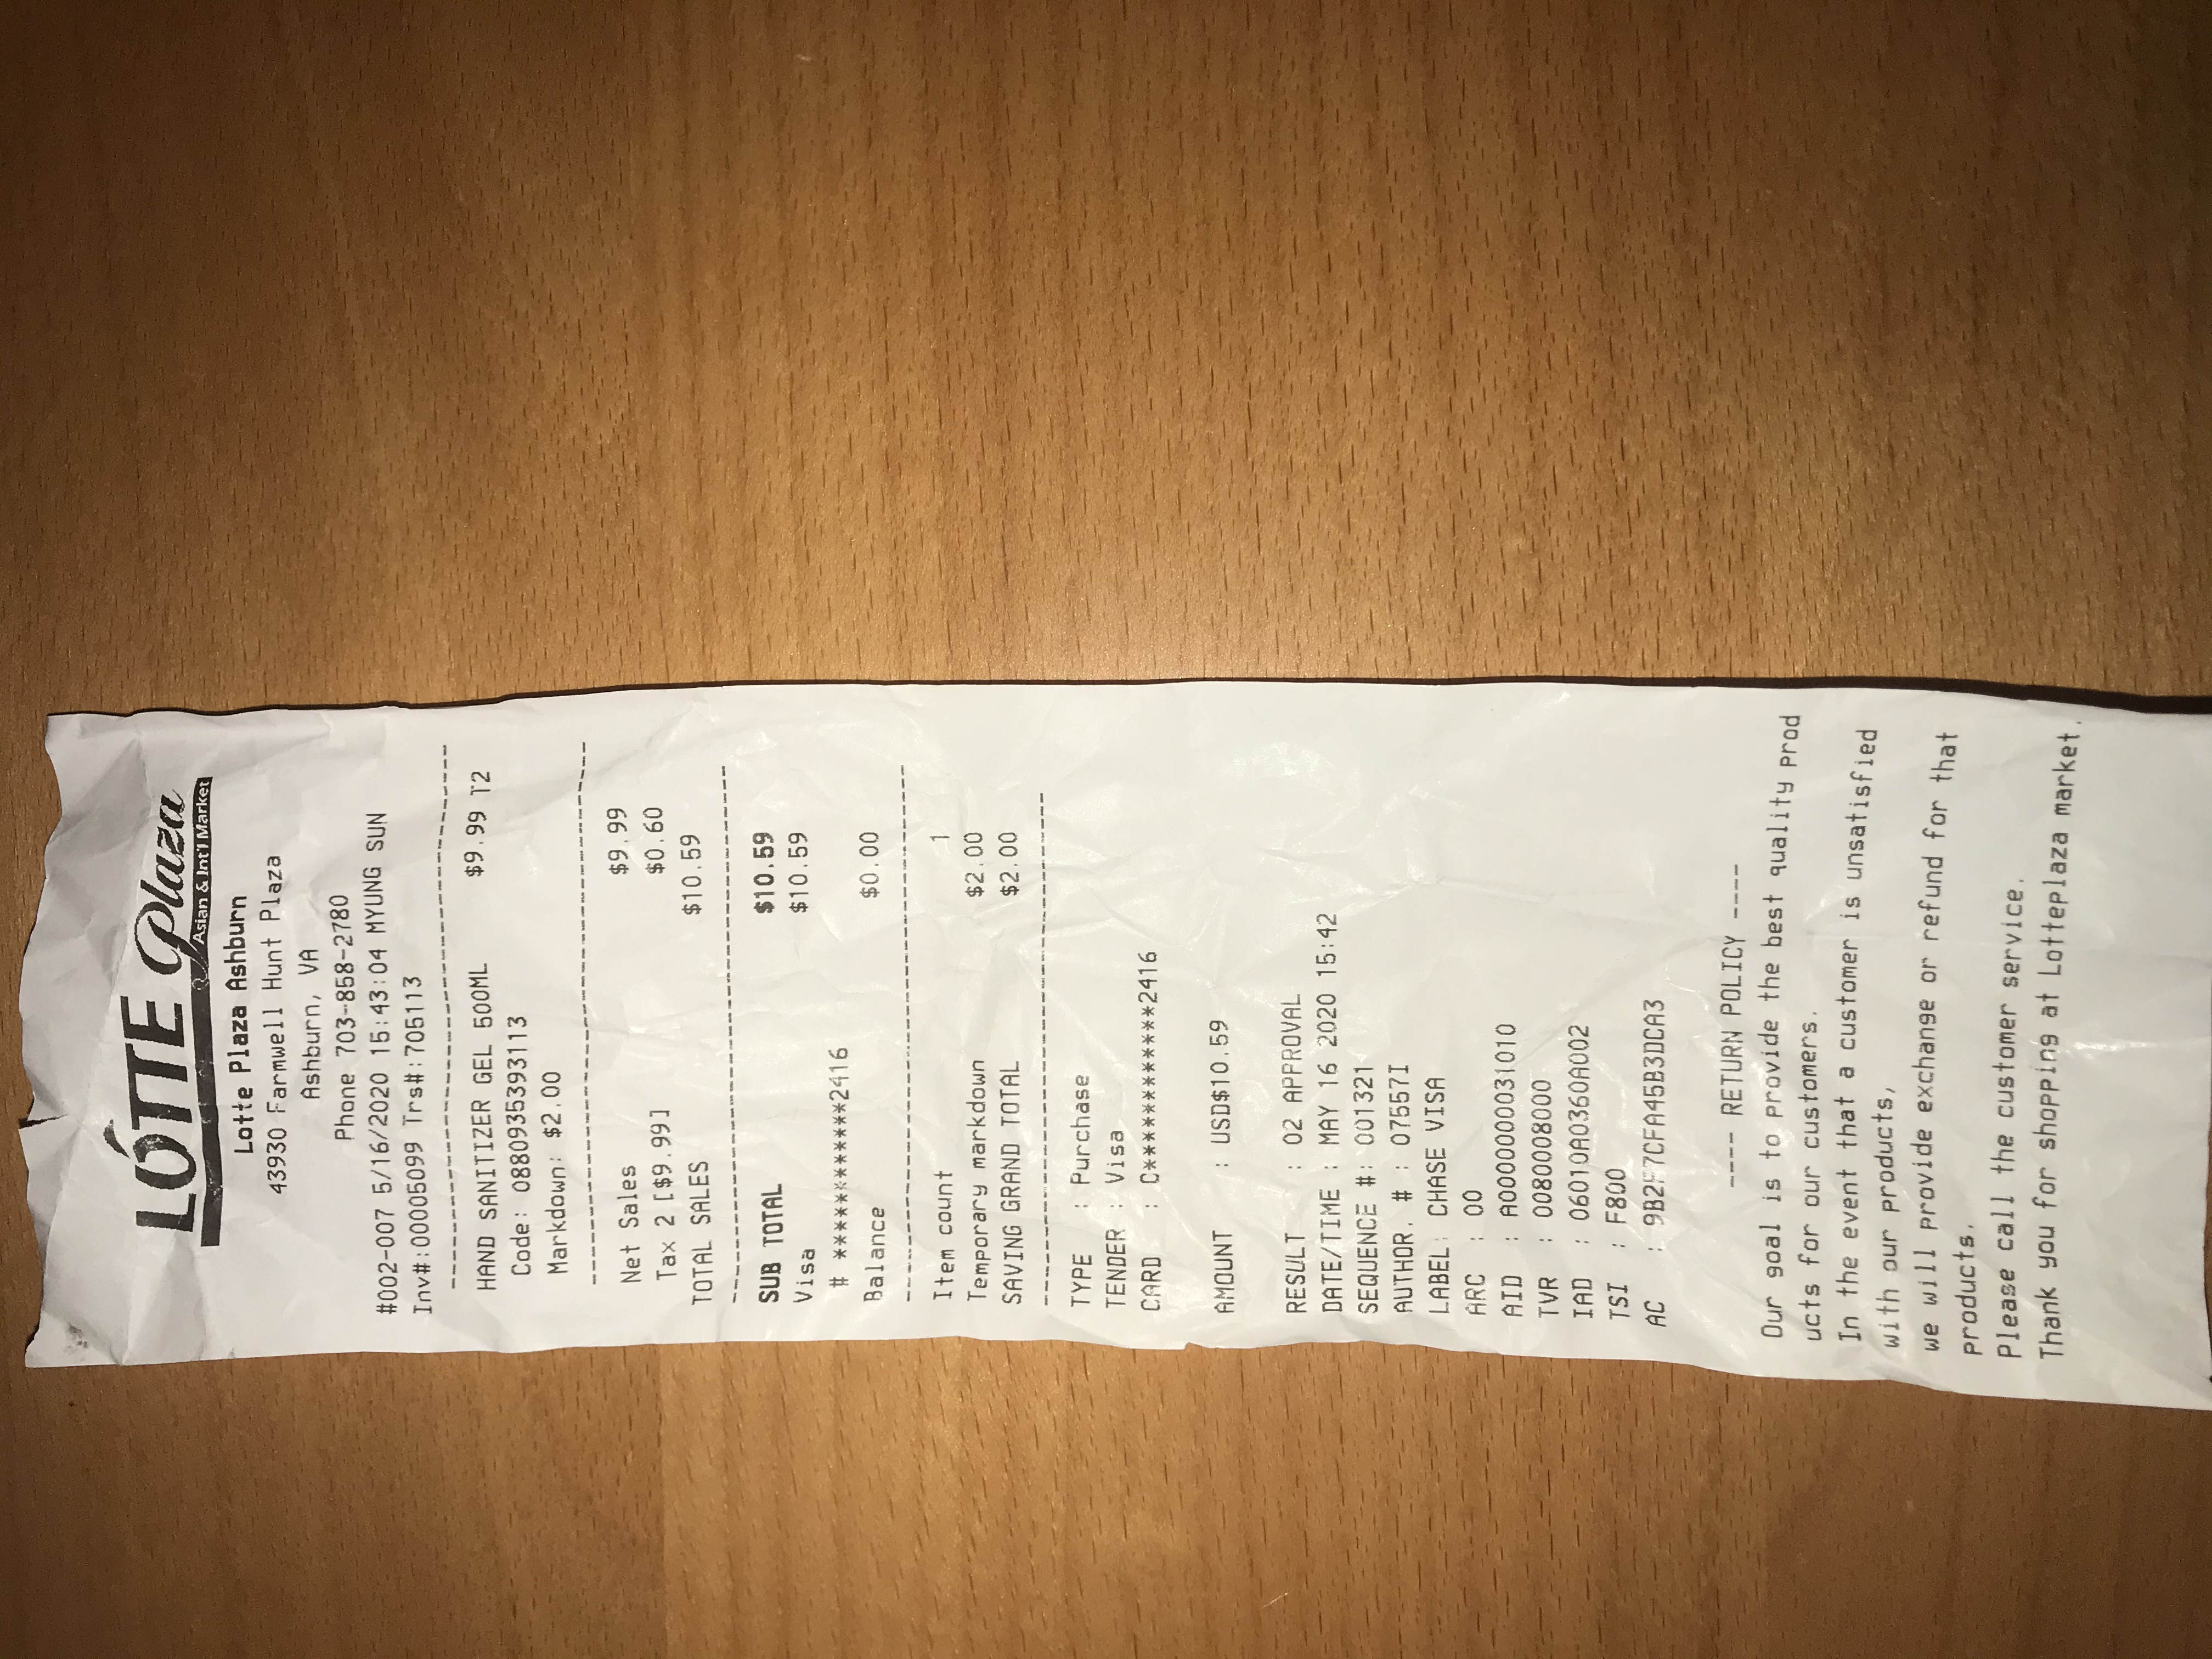 LOTTE Plaza
Asian & Int'l Market
Lotte Plaza Ashburn
43930 Farmwell Hunt Plaza
Ashburn, VA
Phone 703-858-2780
#002-007 5/16/2020 15:43:04 MYUNG SUN
Inv#:00005099 Trs#:705113
----------------------------------------
HAND SANITIZER GEL 500ML $9.99 T2
Code: 0880935393113
Markdown: $2.00
----------------------------------------
Net Sales $9.99
Tax 2 [$9.99] $0.60
TOTAL SALES $10.59
----------------------------------------
SUB TOTAL $10.59
Visa $10.59
# ************2416
Balance $0.00
----------------------------------------
Item count 1
Temporary markdown $2.00
SAVING GRAND TOTAL $2.00
----------------------------------------
TYPE : Purchase
TENDER : Visa
CARD : C************2416
AMOUNT : USD$10.59
RESULT : 02 APPROVAL
DATE/TIME : MAY 16 2020 15:42
SEQUENCE #: 001321
AUTHOR. # : 07557I
LABEL: CHASE VISA
ARC : 00
AID : A0000000031010
TVR : 0080008000
IAD : 06010A0360A002
TSI : F800
AC : 9B2F7CFA45B3DCA3
---- RETURN POLICY ----
Our goal is to provide the best quality prod
ucts for our customers.
In the event that a customer is unsatisfied
with our products,
we will provide exchange or refund for that
products.
Please call the customer service.
Thank you for shopping at Lotteplaza market.